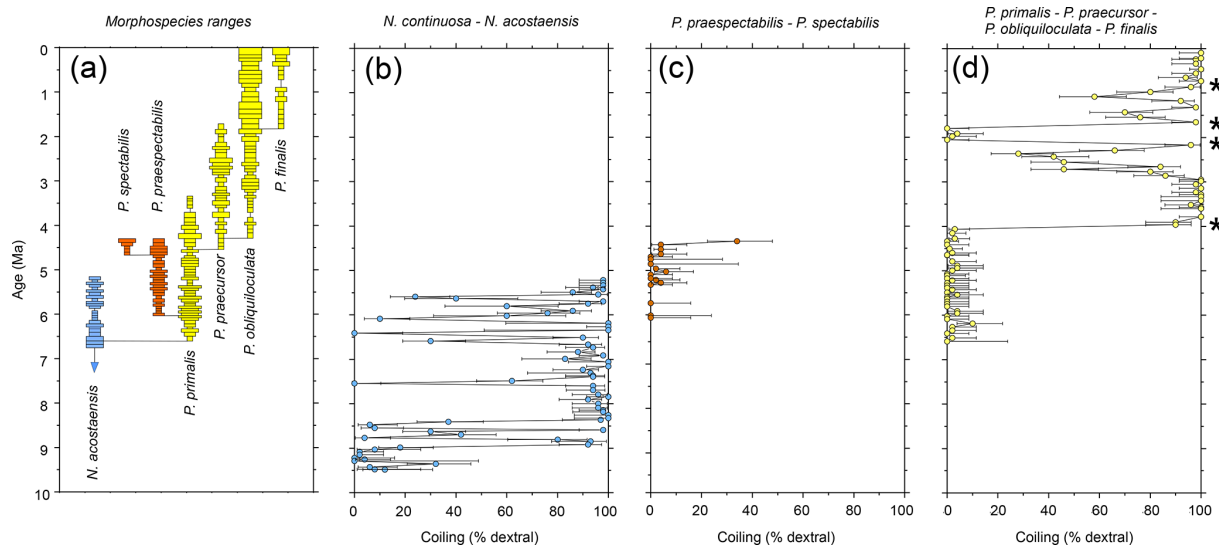 Morphospecies ranges
N. continuosa - N. acostaensis
P. praespectabilis - P. spectabilis
P. primalis - P. praecursor -
P. obliquiloculata - P. finalis
(a)
(b)
(c)
(d)
Age (Ma)
0
1
2
3
4
5
6
7
8
9
10
N. acostaensis
P. spectabilis
P. praespectabilis
P. primalis
P. praecursor
P. obliquloculata
P. finalis
0 20 40 60 80 100
Coiling (% dextral)
0 20 40 60 80 100
Coiling (% dextral)
0 20 40 60 80 100
Coiling (% dextral)
*
*
*
*